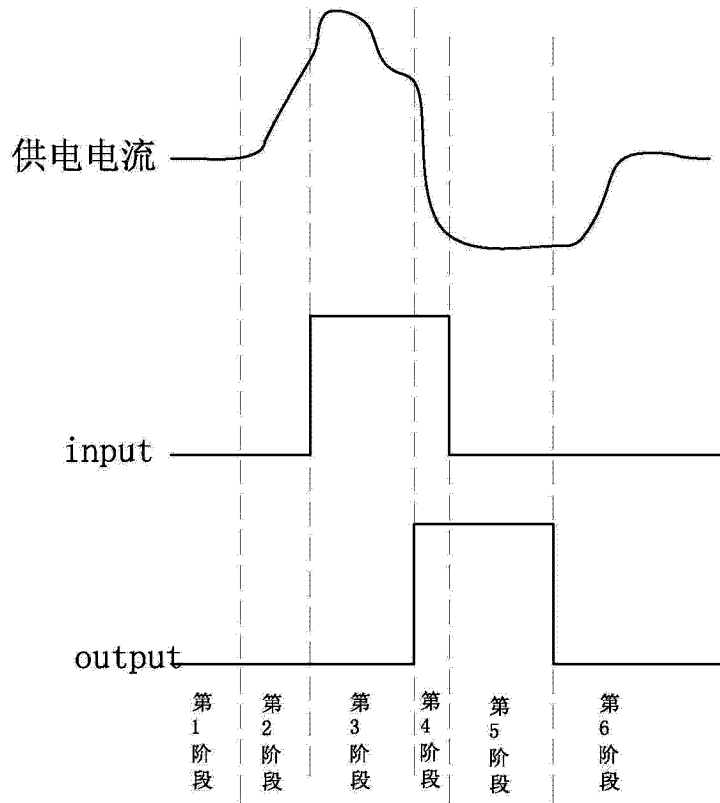 供电电流
input
output
第1阶段
第2阶段
第3阶段
第4阶段
第5阶段
第6阶段